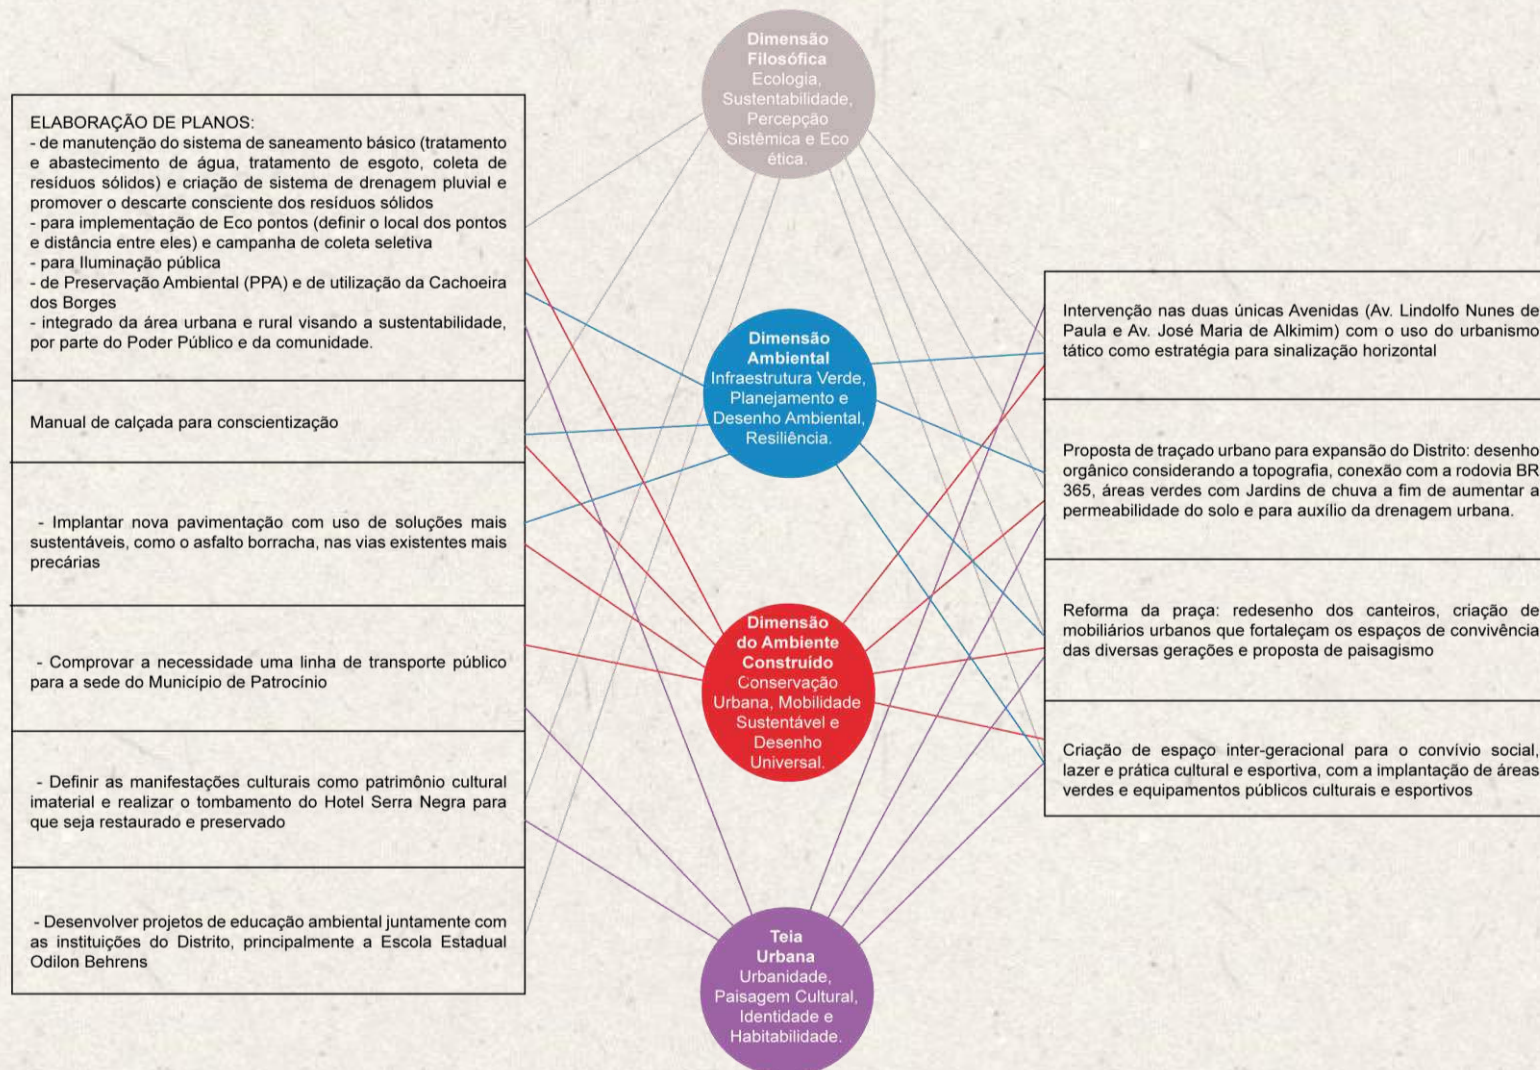 Dimensão
Filosófica
Ecologia,
Sustentabilidade,
Percepção
Sistêmica e Eco
ética.
ELABORAÇÃO DE PLANOS:
- de manutenção do sistema de saneamento básico (tratamento
e abastecimento de água, tratamento de esgoto, coleta de
resíduos sólidos) e criação de sistema de drenagem pluvial e
promover o descarte consciente dos resíduos sólidos
- para implementação de Eco pontos (definir o local dos pontos
e distância entre eles) e campanha de coleta seletiva
- para Iluminação pública
- de Preservação Ambiental (PPA) e de utilização da Cachoeira
dos Borges
- integrado da área urbana e rural visando a sustentabilidade,
por parte do Poder Público e da comunidade.
Manual de calçada para conscientização
- Implantar nova pavimentação com uso de soluções mais
sustentáveis, como o asfalto borracha, nas vias existentes mais
precárias
- Comprovar a necessidade uma linha de transporte público
para a sede do Município de Patrocínio
- Definir as manifestações culturais como patrimônio cultural
imaterial e realizar o tombamento do Hotel Serra Negra para
que seja restaurado e preservado
- Desenvolver projetos de educação ambiental juntamente com
as instituições do Distrito, principalmente a Escola Estadual
Odilon Behrens
Dimensão
Ambiental
Infraestrutura Verde,
Planejamento e
Desenho Ambiental,
Resiliência.
Dimensão
do Ambiente
Construído
Conservação
Urbana, Mobilidade
Sustentável e
Desenho
Universal.
Teia
Urbana
Urbanidade,
Paisagem Cultural,
Identidade e
Habitabilidade.
Intervenção nas duas únicas Avenidas (Av. Lindolfo Nunes de
Paula e Av. José Maria de Alkimim) com o uso do urbanismo
tático como estratégia para sinalização horizontal
Proposta de traçado urbano para expansão do Distrito: desenho
orgânico considerando a topografia, conexão com a rodovia BR
365, áreas verdes com Jardins de chuva a fim de aumentar a
permeabilidade do solo e para auxílio da drenagem urbana.
Reforma da praça: redesenho dos canteiros, criação de
mobiliários urbanos que fortaleçam os espaços de convivência
das diversas gerações e proposta de paisagismo
Criação de espaço inter-geracional para o convívio social,
lazer e prática cultural e esportiva, com a implantação de áreas
verdes e equipamentos públicos culturais e esportivos